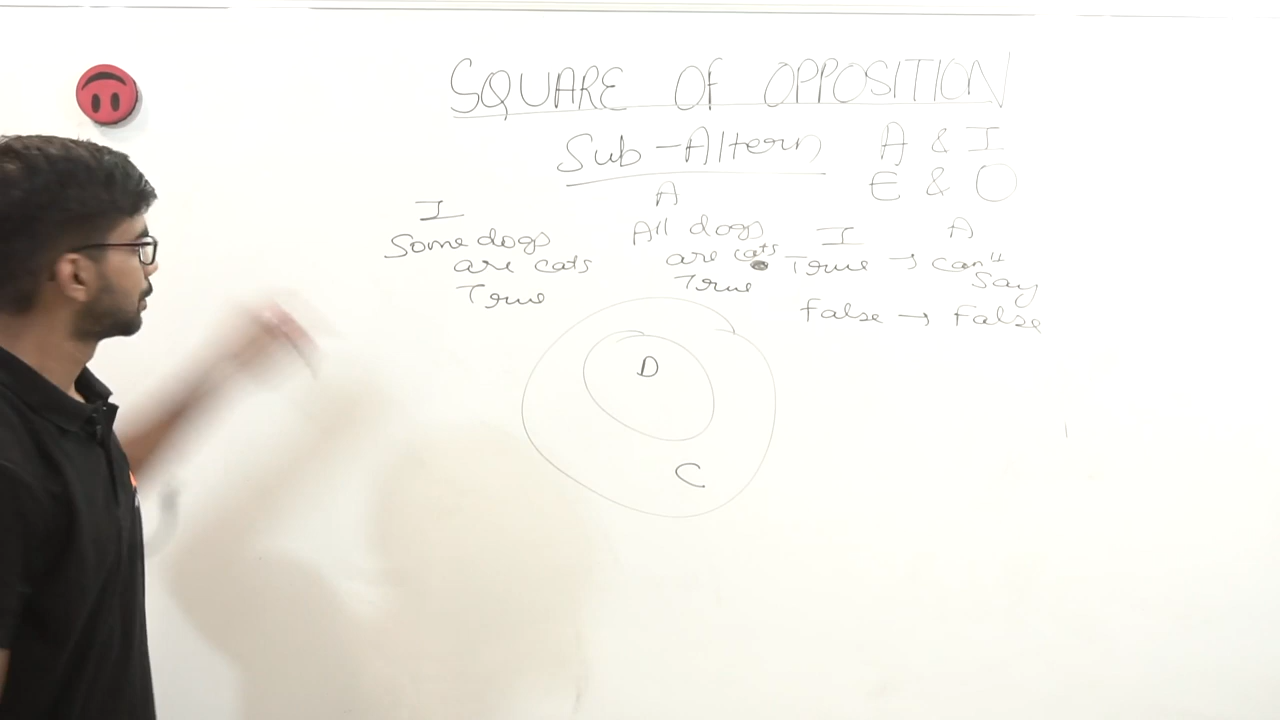 SQUARE OF OPPOSITION
Sub-Altern
A & I
E & O
I
Some dogs
are cats
True
A
All dogs
are cats
True
I A
True → can't
say
false → false
D
C